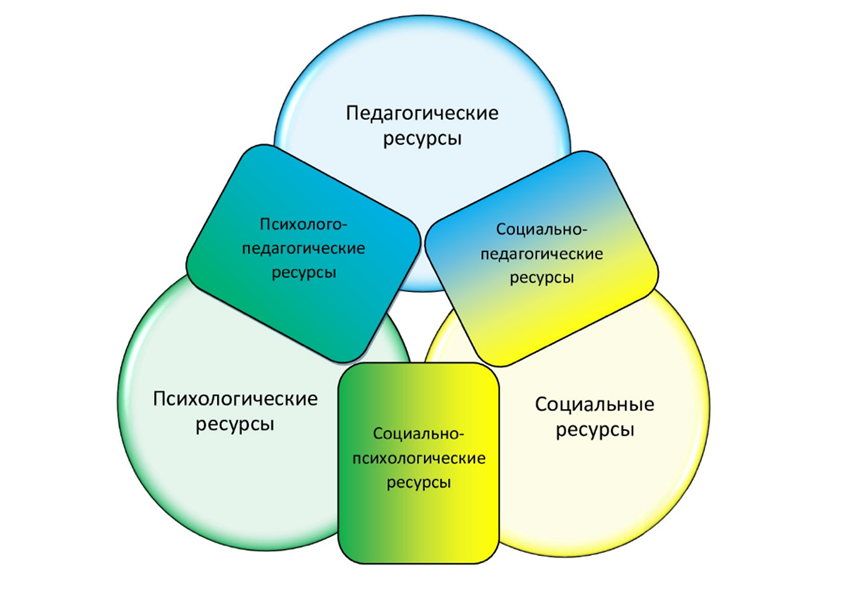 Педагогические
ресурсы
Психолого-
педагогические
ресурсы
Социально-
педагогические
ресурсы
Психологические
ресурсы
Социально-
психологические
ресурсы
Социальные
ресурсы